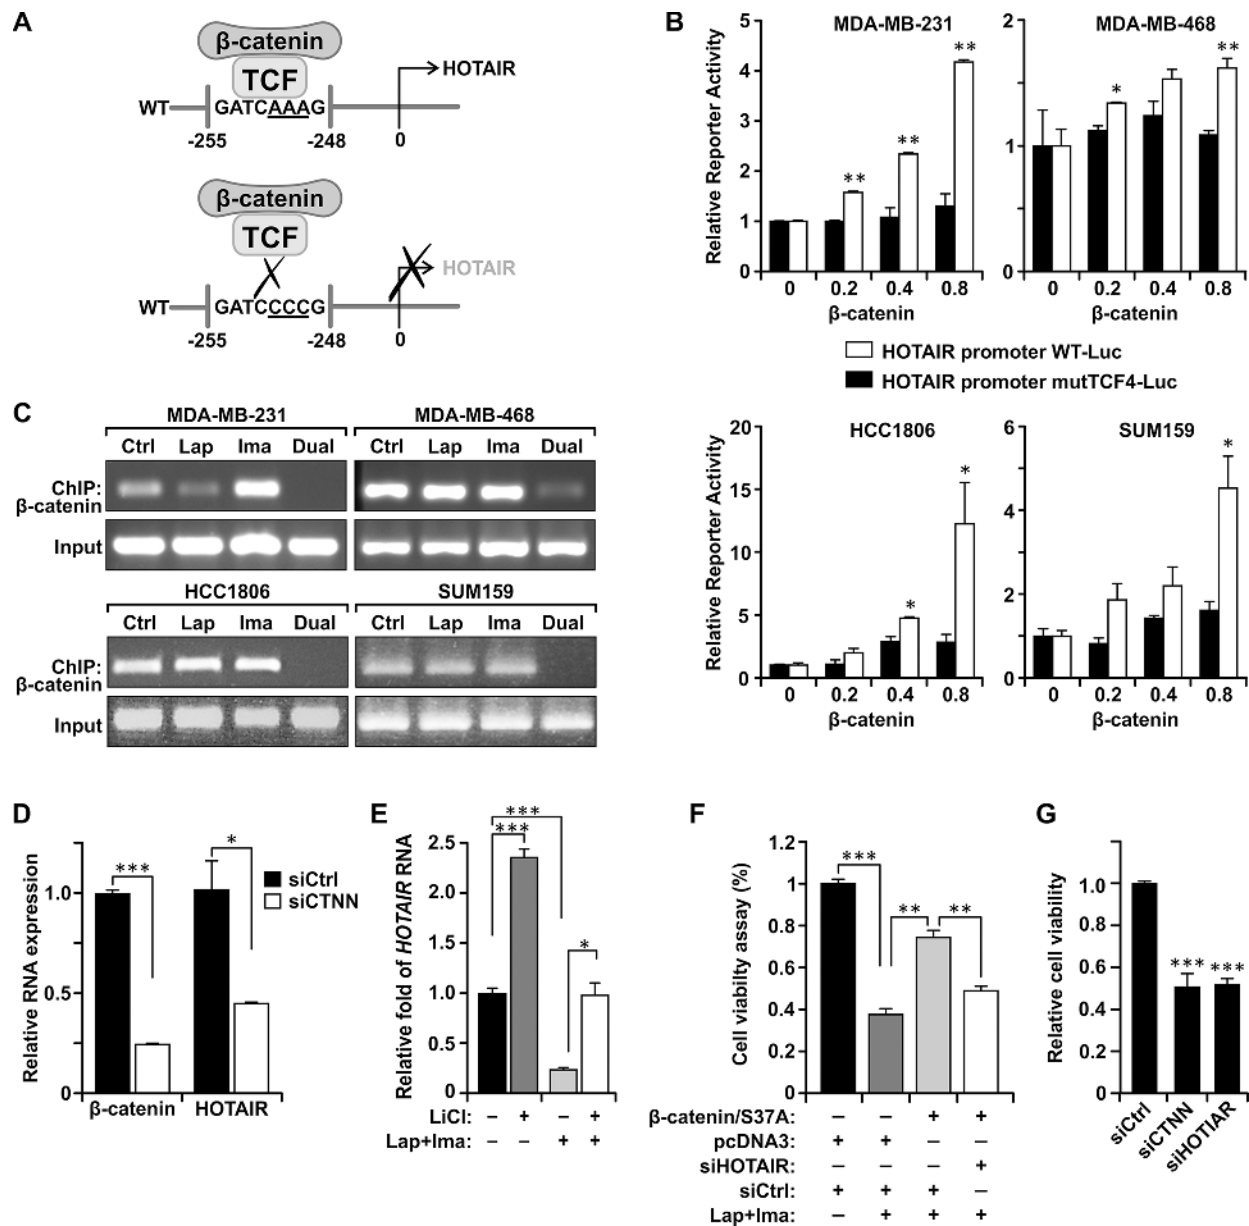 A
β-catenin
TCF
HOTAIR
WT
GATCAAAG
-255
-248
0
β-catenin
TCF
HOTAIR
WT
GATCCCCG
-255
-248
0
B
MDA-MB-231
Relative Reporter Activity
5
4
3
2
1
0
0 0.2 0.4 0.8
β-catenin
** ** **
MDA-MB-468
2
1
0
0 0.2 0.4 0.8
β-catenin
* **
HOTAIR promoter WT-Luc
HOTAIR promoter mutTCF4-Luc
HCC1806
Relative Reporter Activity
20
15
10
5
0
0 0.2 0.4 0.8
β-catenin
* *
SUM159
6
4
2
0
0 0.2 0.4 0.8
β-catenin
*
C
MDA-MB-231 MDA-MB-468
Ctrl Lap Ima Dual Ctrl Lap Ima Dual
ChIP:
β-catenin
Input
HCC1806 SUM159
Ctrl Lap Ima Dual Ctrl Lap Ima Dual
ChIP:
β-catenin
Input
D
Relative RNA expression
1.0
0.5
0
*** *
siCtrl
siCTNN
β-catenin HOTAIR
E
Relative fold of HOTAIR RNA
2.5
2.0
1.5
1.0
0.5
0.0
***
***
*
LiCl: – + – +
Lap+Ima: – – + +
F
Cell viabilty assay (%)
1.2
1
0.8
0.6
0.4
0.2
0
*** ** **
β-catenin/S37A: – – + +
pcDNA3: + + – –
siHOTAIR: – – – +
siCtrl: + + + –
Lap+Ima: – + + +
G
Relative cell viability
1.2
1.0
0.8
0.6
0.4
0.2
0.0
*** ***
siCtrl
siCTNN
siHOTIAR